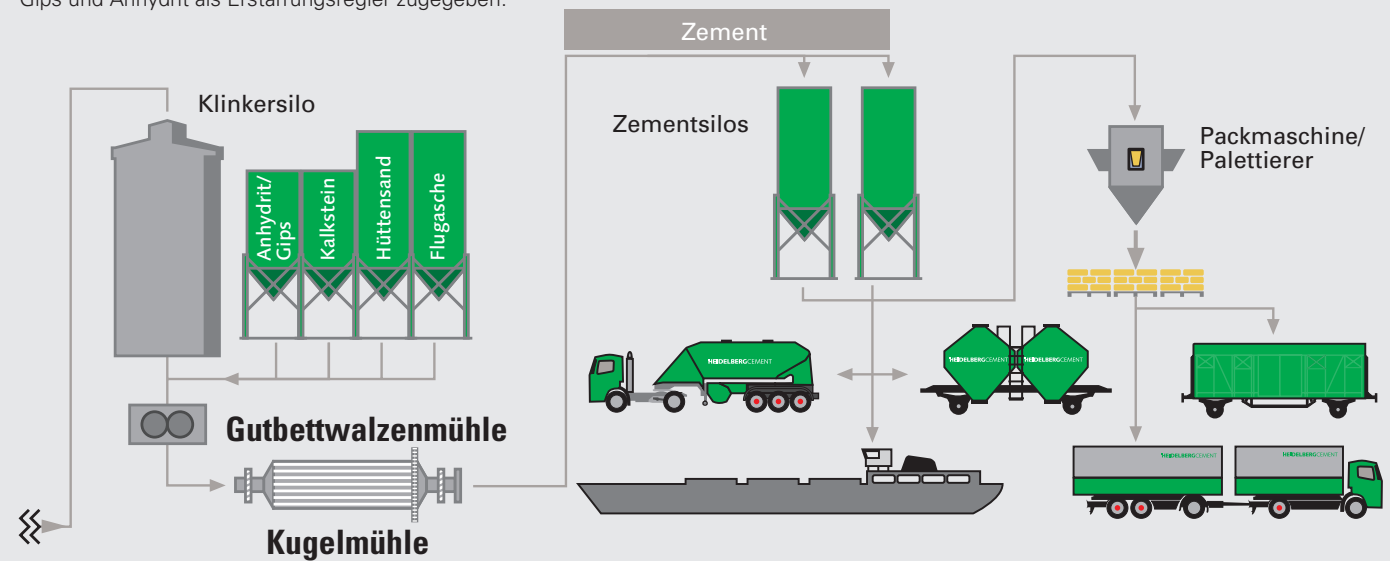 Gips und Anhydrit als Erstarrungsregler zugegeben.
Zement
Klinkersilo
Anhydrit/
Gips
Kalkstein
Hüttensand
Flugasche
Zementsilos
Packmaschine/
Palettierer
HEIDELBERGCEMENT
HEIDELBERGCEMENT
HEIDELBERGCEMENT
Gutbettwalzenmühle
Kugelmühle
HEIDELBERGCEMENT
HEIDELBERGCEMENT